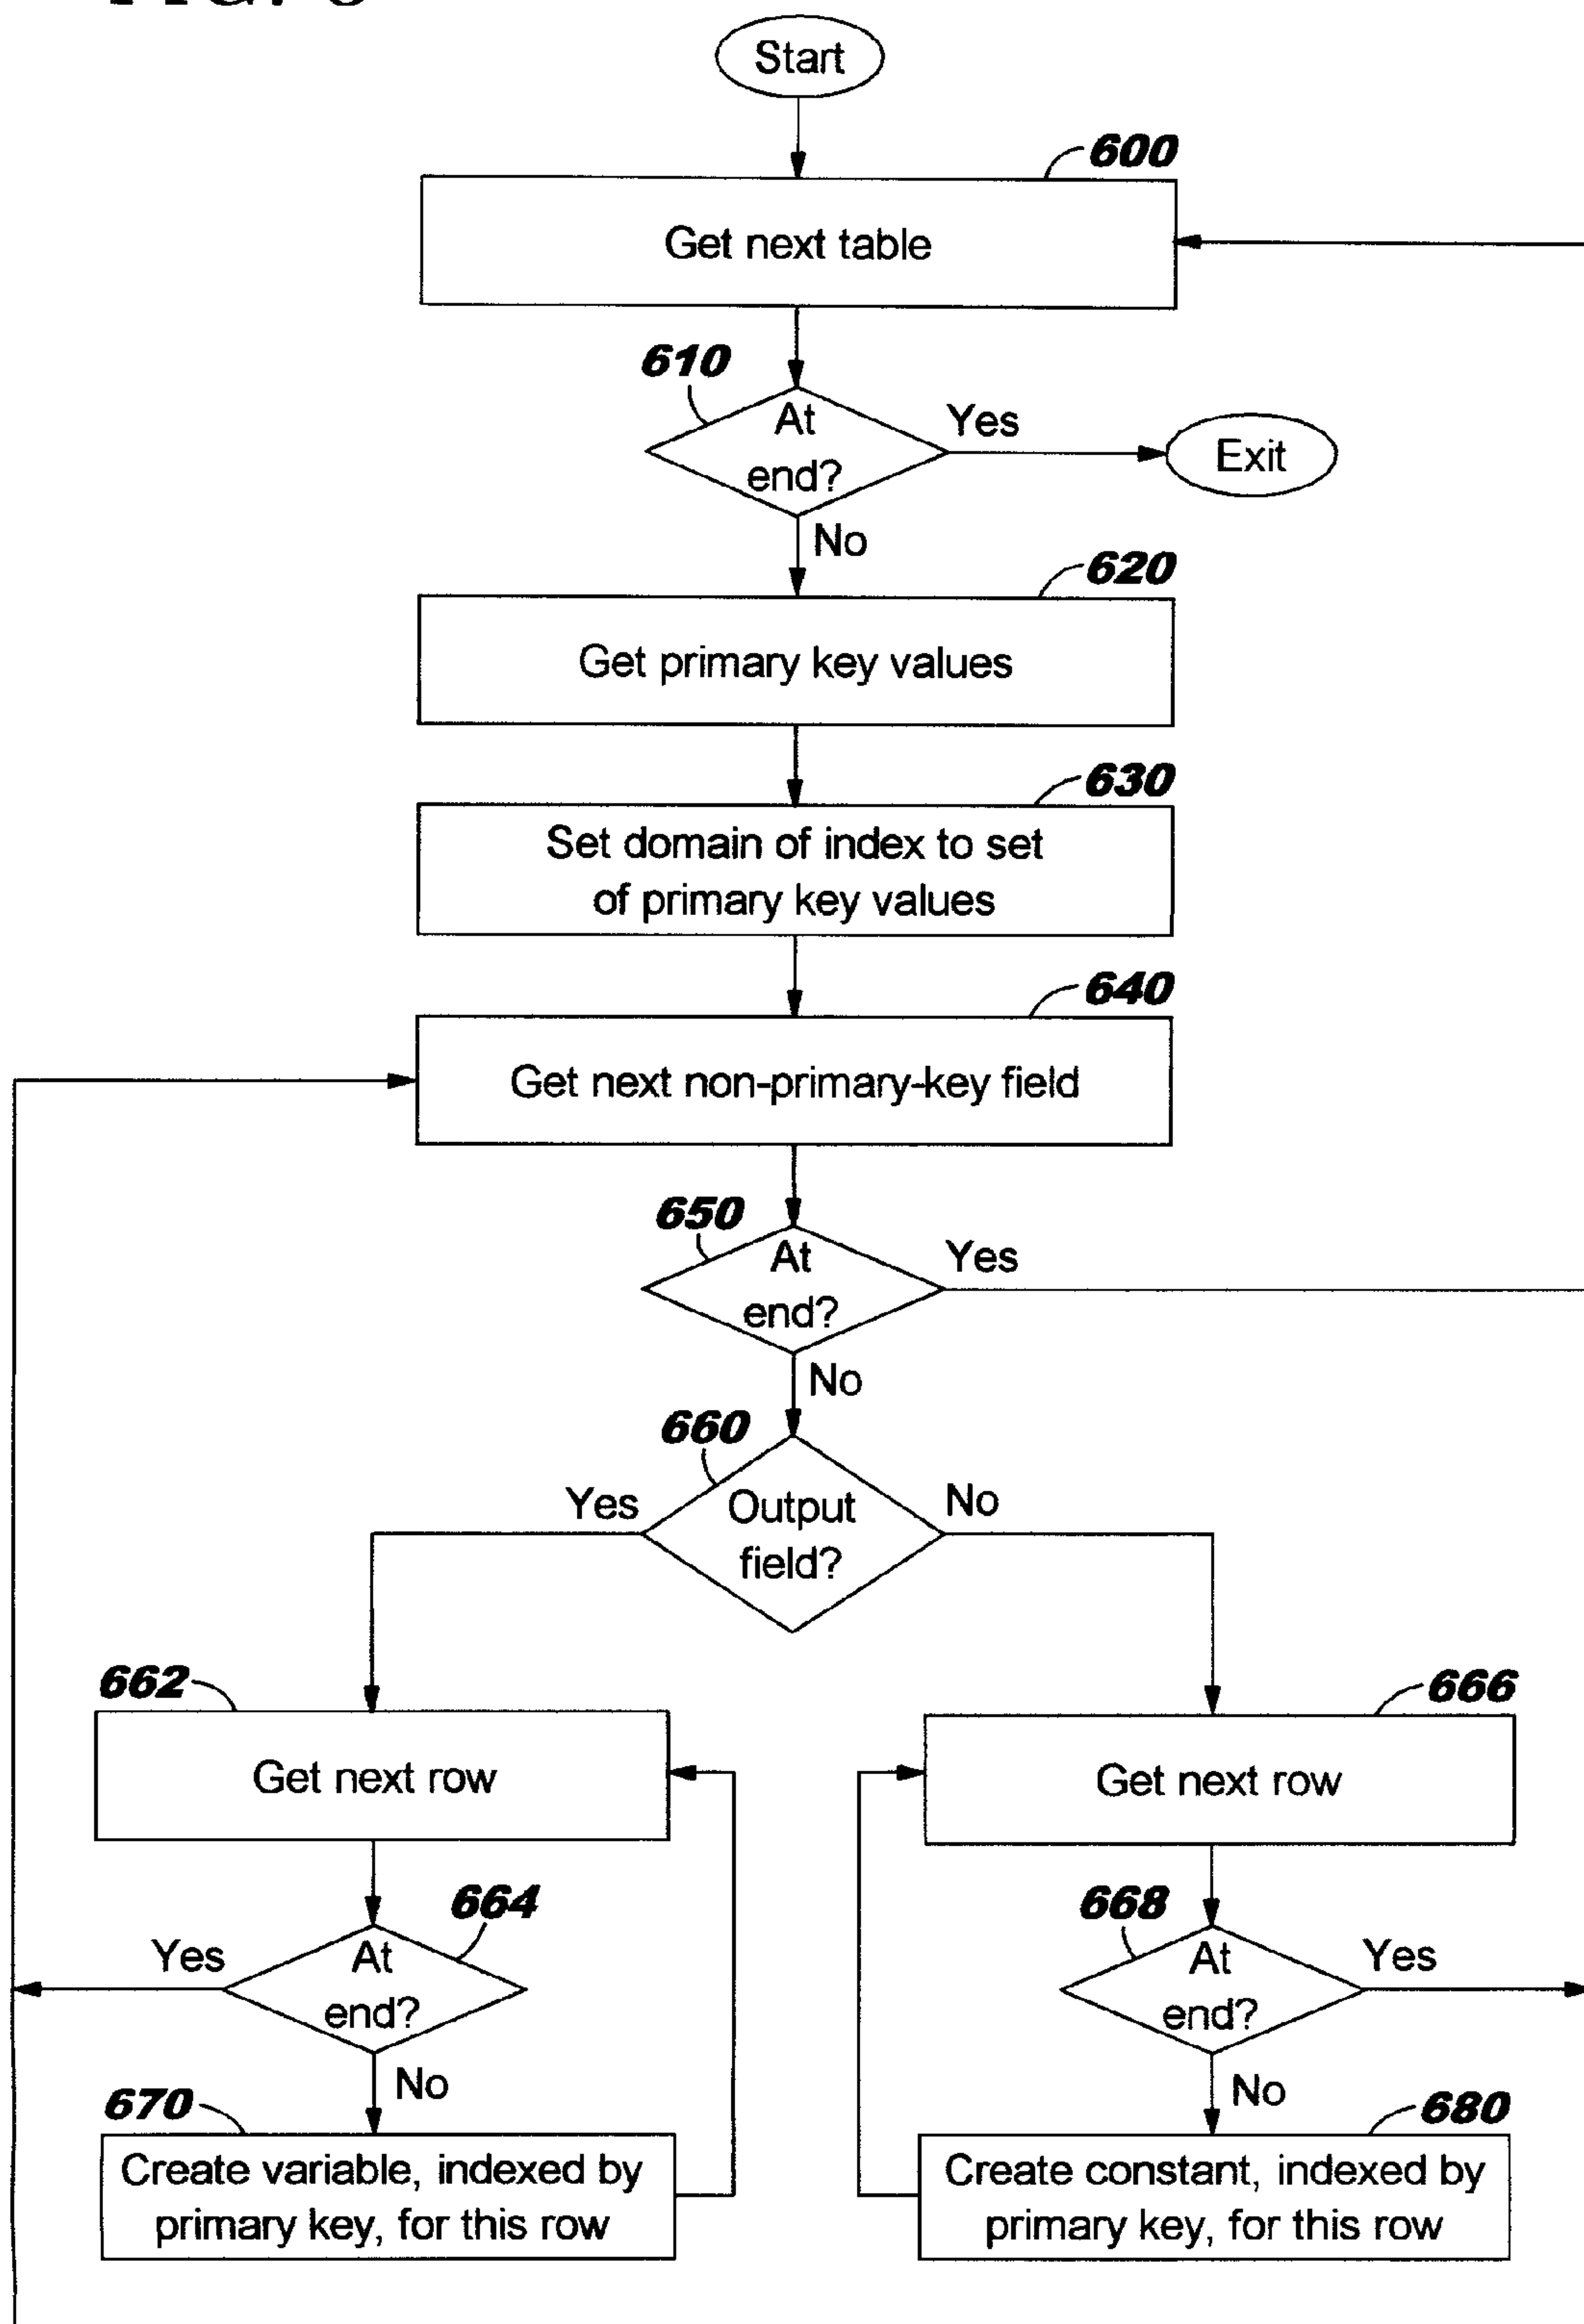 Start
600
Get next table
610
At
end?
Yes
Exit
No
620
Get primary key values
630
Set domain of index to set
of primary key values
640
Get next non-primary-key field
650
At
end?
Yes
No
660
Output
field?
Yes
No
662
Get next row
666
Get next row
664
At
end?
Yes
No
668
At
end?
Yes
No
670
Create variable, indexed by
primary key, for this row
680
Create constant, indexed by
primary key, for this row